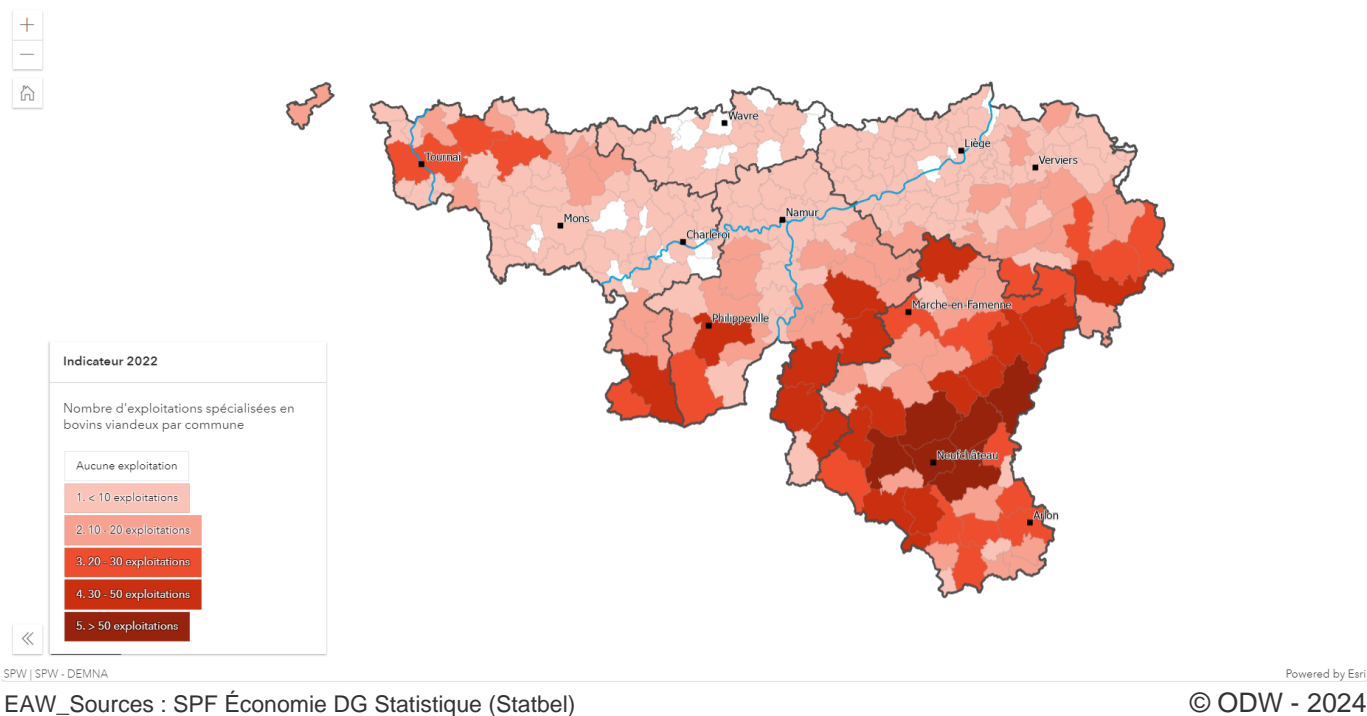 Wavre
Liège
Tournai
Verviers
Namur
Mons
Charleroi
Marche-en-Famenne
Philippeville
Neufchâteau
Arlon
Indicateur 2022
Nombre d'exploitations spécialisées en
bovins viandeux par commune
Aucune exploitation
1. < 10 exploitations
2. 10 - 20 exploitations
3. 20 - 30 exploitations
4. 30 - 50 exploitations
5. > 50 exploitations
SPW | SPW - DEMNA
Powered by Esri
EAW_Sources : SPF Économie DG Statistique (Statbel)
© ODW - 2024